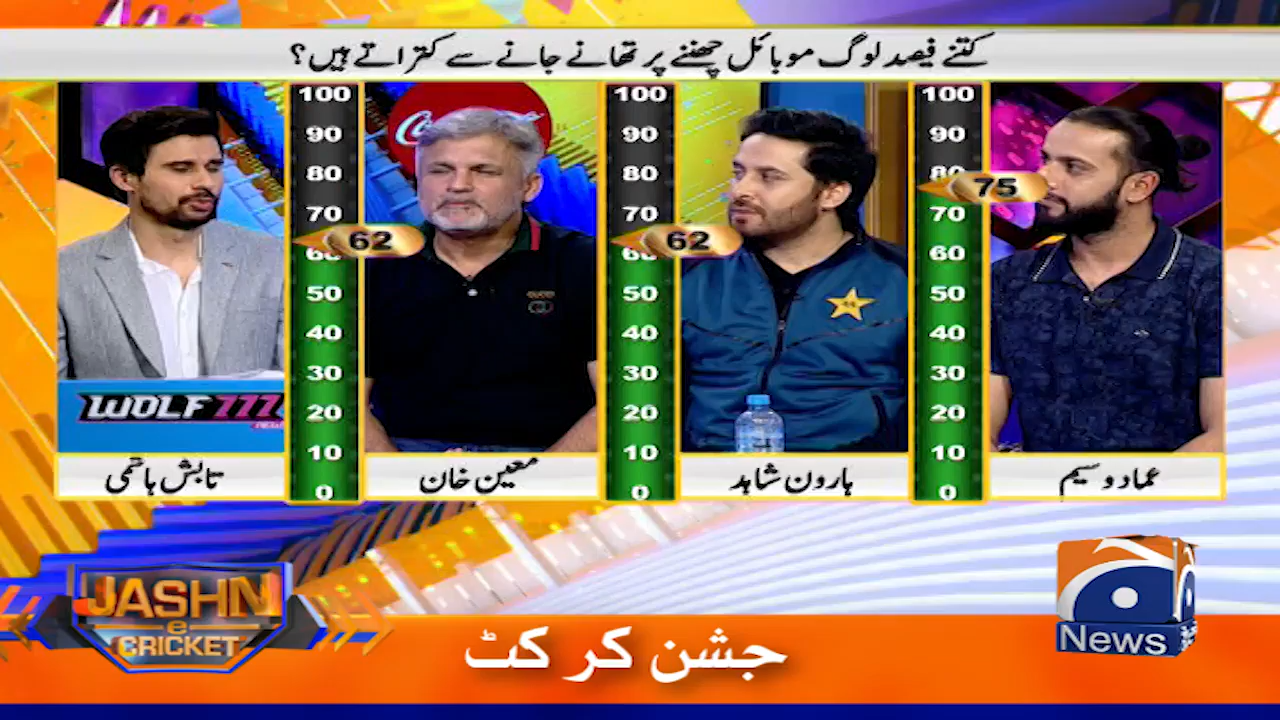 کتنے فیصد لوگ موبائل چھننے پر تھانے جانے سے کتراتے ہیں؟
100 100 100
90 90 90
80 80 80
70 70 70
75
62 62
60 60 60
50 50 50
40 40 40
30 30 30
20 20 20
10 10 10
0 0 0
WOLF777
NEWS
تابش ہاشمی
معین خان
ہارون شاہد
عماد وسیم
JASHN
e
CRICKET
جشن کرکٹ
News